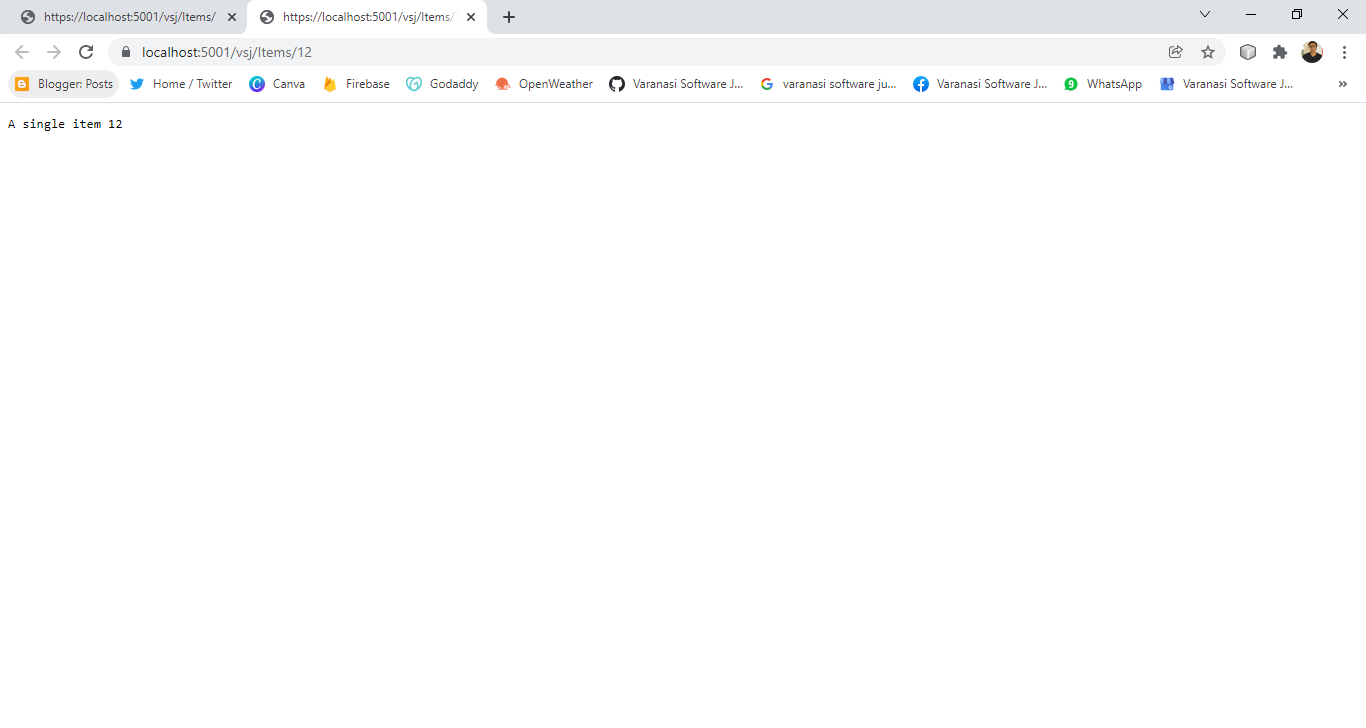 https://localhost:5001/vsj/Items/ https://localhost:5001/vsj/Items/
localhost:5001/vsj/Items/12
Blogger: Posts Home / Twitter Canva Firebase Godaddy OpenWeather Varanasi Software J... varanasi software ju... Varanasi Software J... 9 WhatsApp Varanasi Software J... »
A single item 12